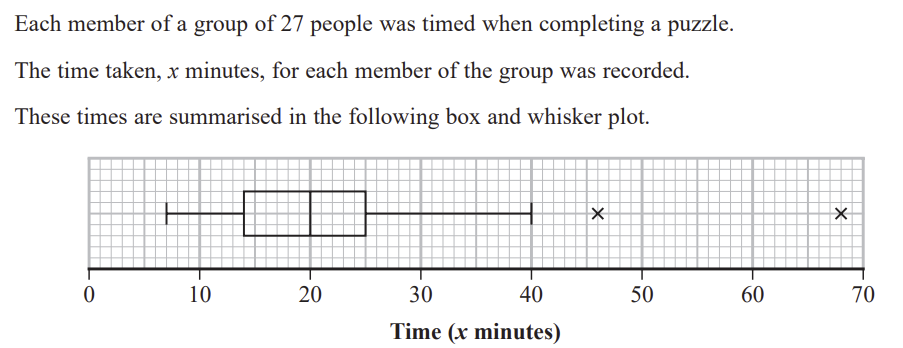 Each member of a group of 27 people was timed when completing a puzzle.
The time taken, x minutes, for each member of the group was recorded.
These times are summarised in the following box and whisker plot.
0 10 20 30 40 50 60 70
Time (x minutes)